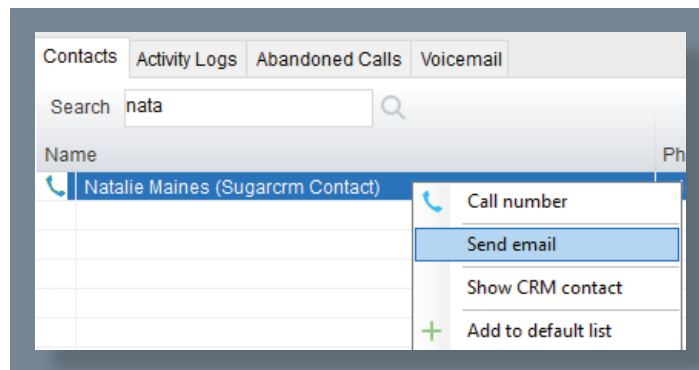 Contacts Activity Logs Abandoned Calls Voicemail
Search nata
Name Ph
Natalie Maines (Sugarcrm Contact)
Call number
Send email
Show CRM contact
Add to default list